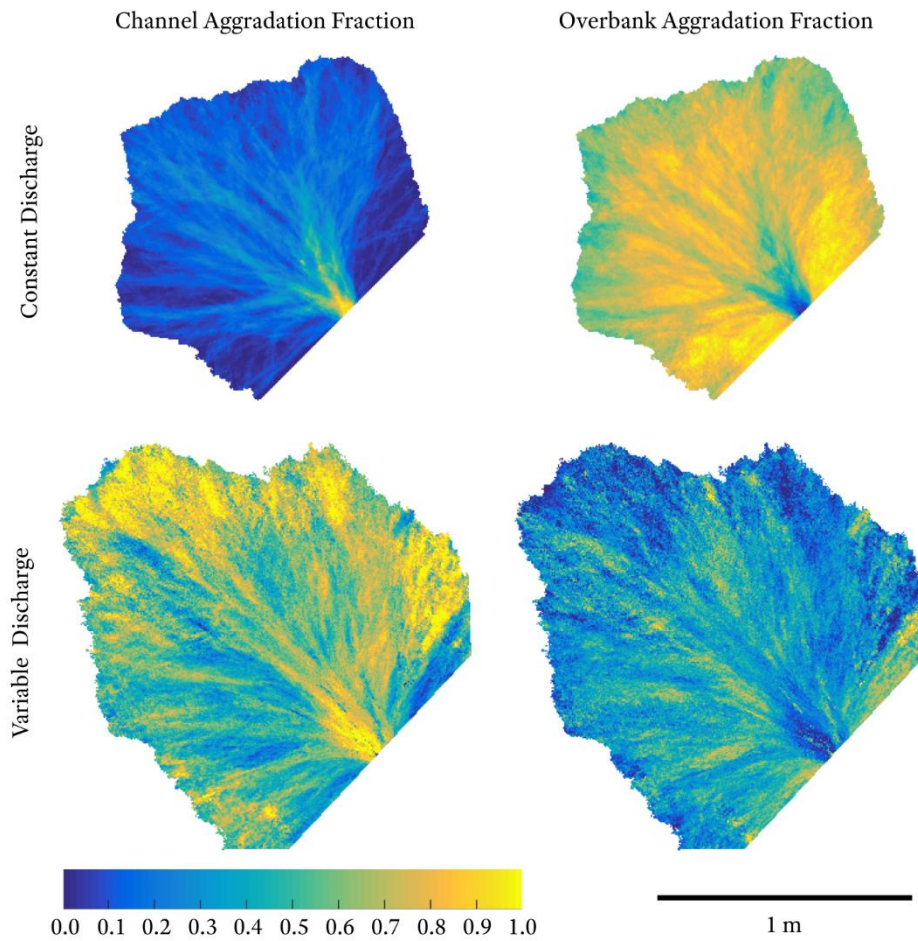 Channel Aggradation Fraction
Overbank Aggradation Fraction
Constant Discharge
Variable Discharge
0.0 0.1 0.2 0.3 0.4 0.5 0.6 0.7 0.8 0.9 1.0
1 m